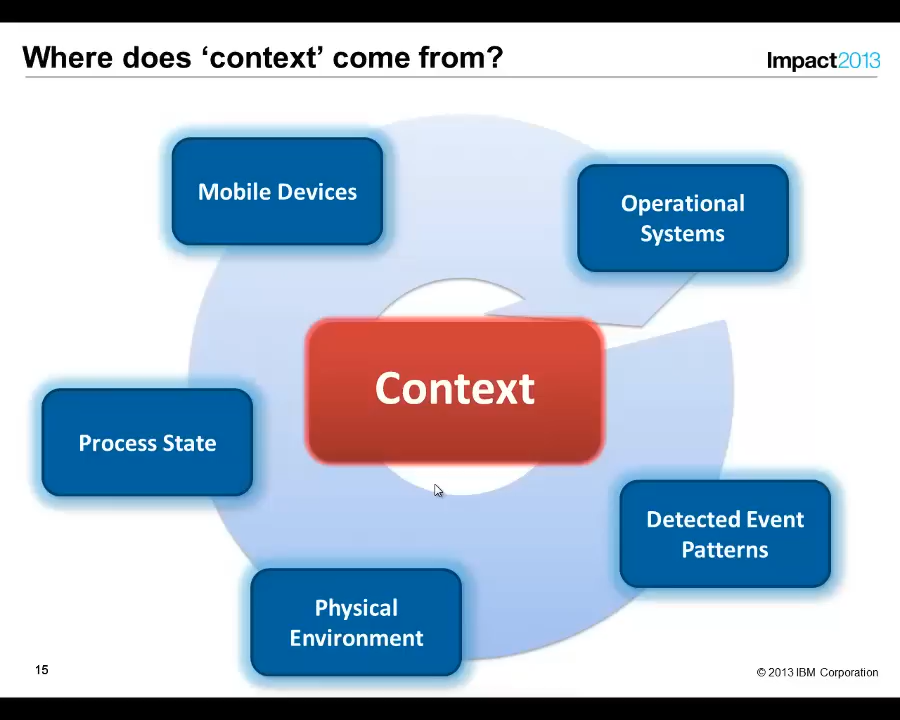 Where does ‘context’ come from?
Impact2013
Mobile Devices
Operational
Systems
Context
Process State
Detected Event
Patterns
Physical
Environment
15
© 2013 IBM Corporation